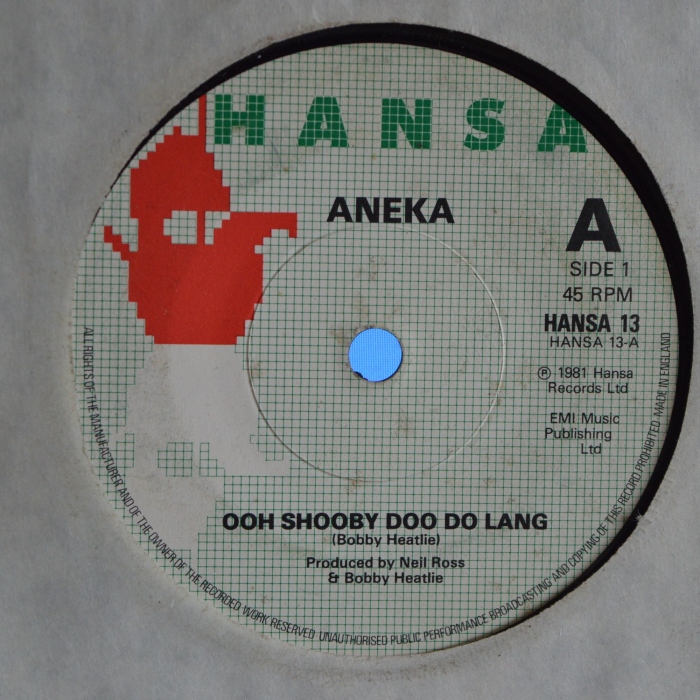 HANSA
ANEKA
A
SIDE 1
45 RPM
HANSA 13
HANSA 13-A
℗ 1981 Hansa
Records Ltd
EMI Music
Publishing
Ltd
OOH SHOOBY DOO DO LANG
(Bobby Heatlie)
Produced by Neil Ross
& Bobby Heatlie
ALL RIGHTS OF THE MANUFACTURER AND OF THE OWNER OF THE RECORDED WORK RESERVED UNAUTHORISED PUBLIC PERFORMANCE BROADCASTING AND COPYING OF THIS RECORD PROHIBITED MADE IN ENGLAND